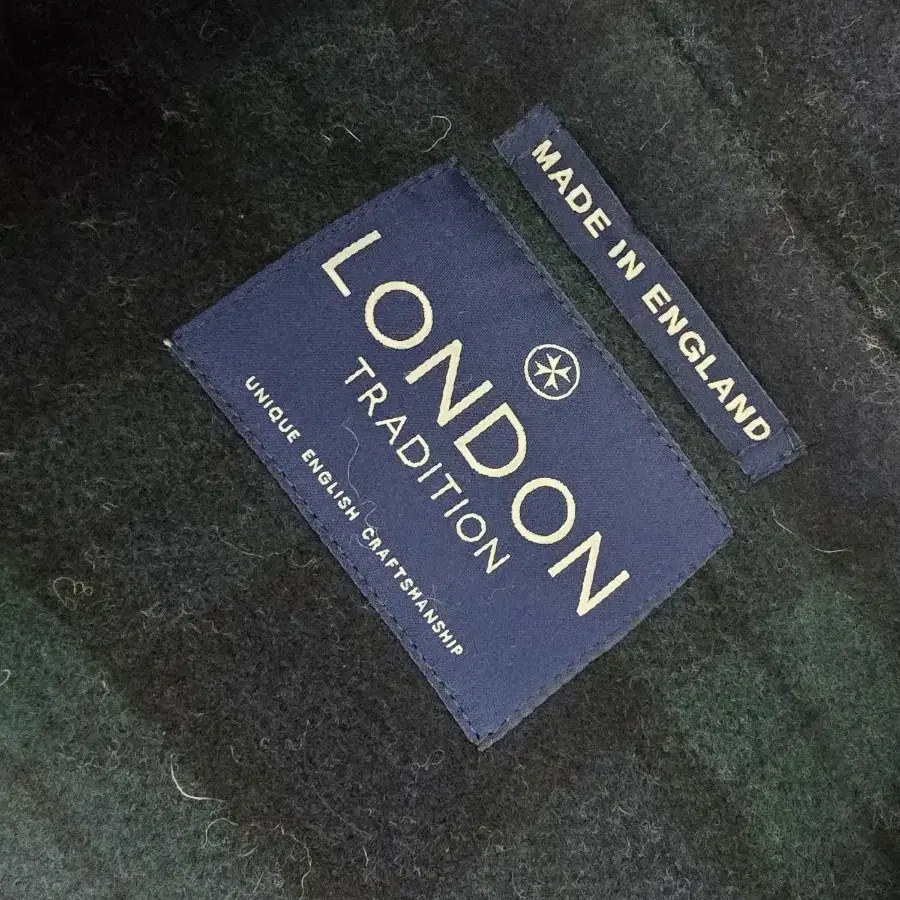 MADE IN ENGLAND
LONDON
TRADITION
UNIQUE ENGLISH CRAFTSMANSHIP